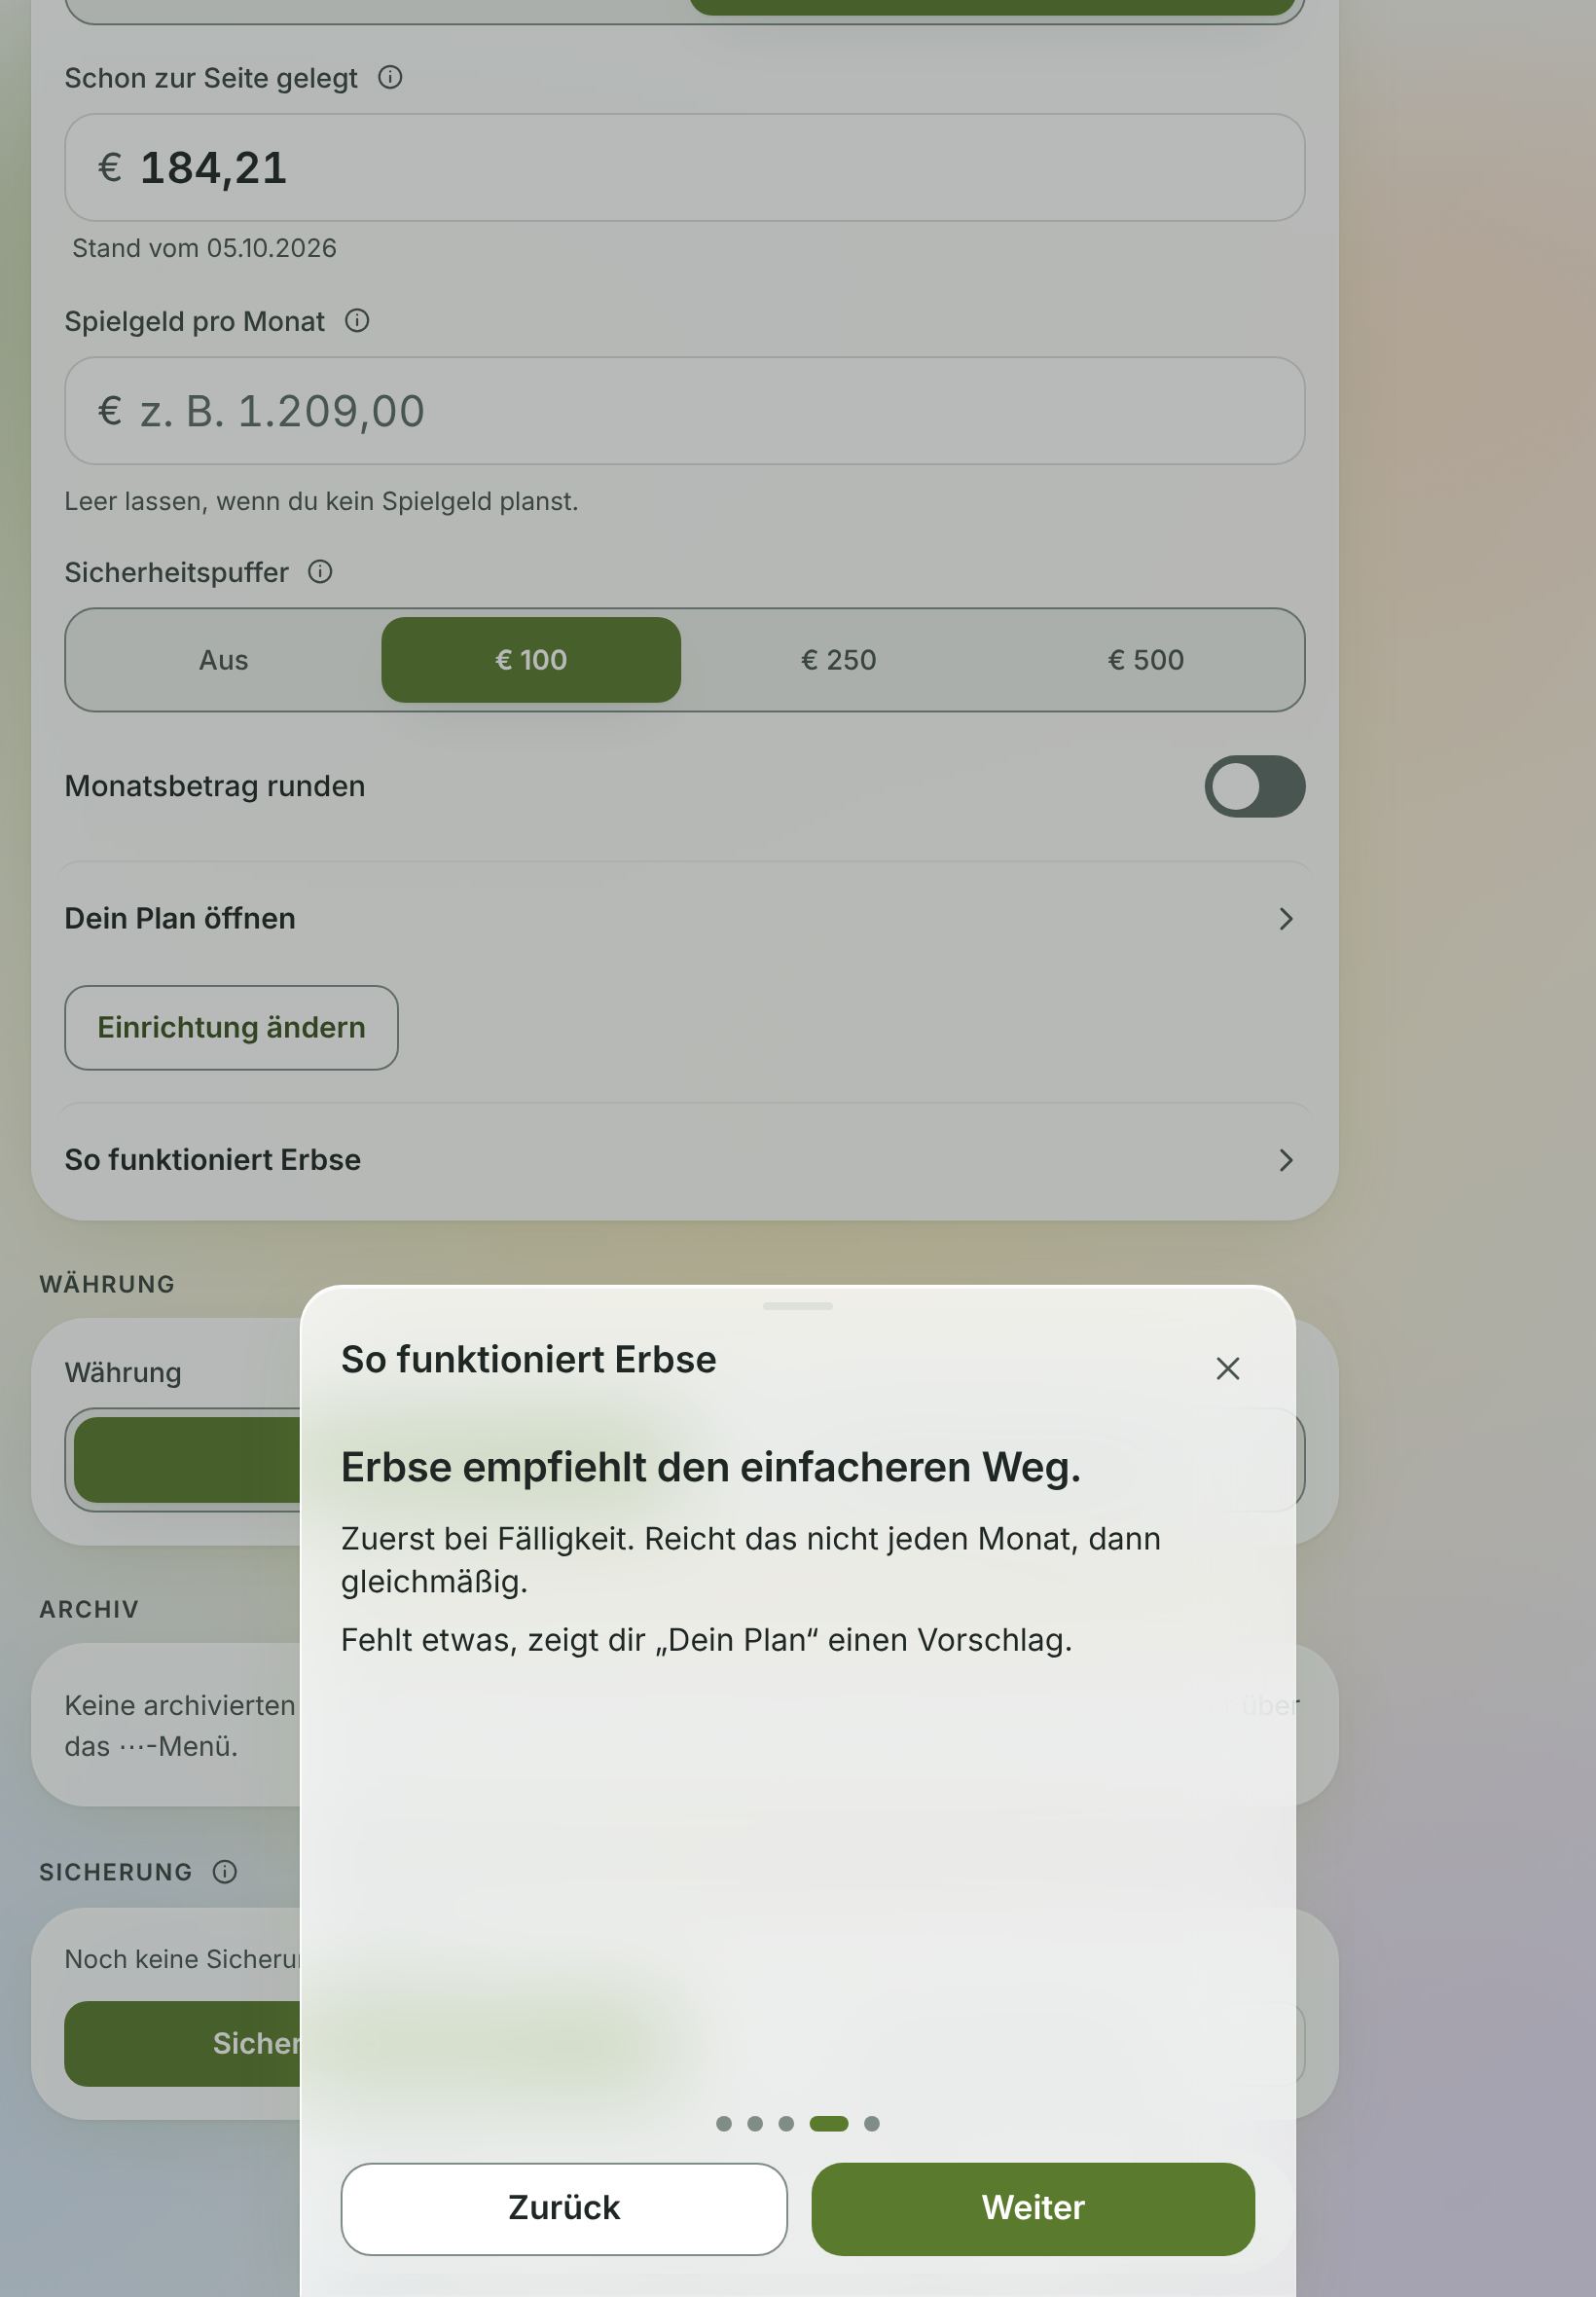 Schon zur Seite gelegt
€ 184,21
Stand vom 05.10.2026
Spielgeld pro Monat
€ z. B. 1.209,00
Leer lassen, wenn du kein Spielgeld planst.
Sicherheitspuffer
Aus € 100 € 250 € 500
Monatsbetrag runden
Dein Plan öffnen
Einrichtung ändern
So funktioniert Erbse
WÄHRUNG
Währung
ARCHIV
Keine archivierten über
das ···-Menü.
SICHERUNG
Noch keine
So funktioniert Erbse
Erbse empfiehlt den einfacheren Weg.
Zuerst bei Fälligkeit. Reicht das nicht jeden Monat, dann
gleichmäßig.
Fehlt etwas, zeigt dir „Dein Plan“ einen Vorschlag.
Zurück Weiter